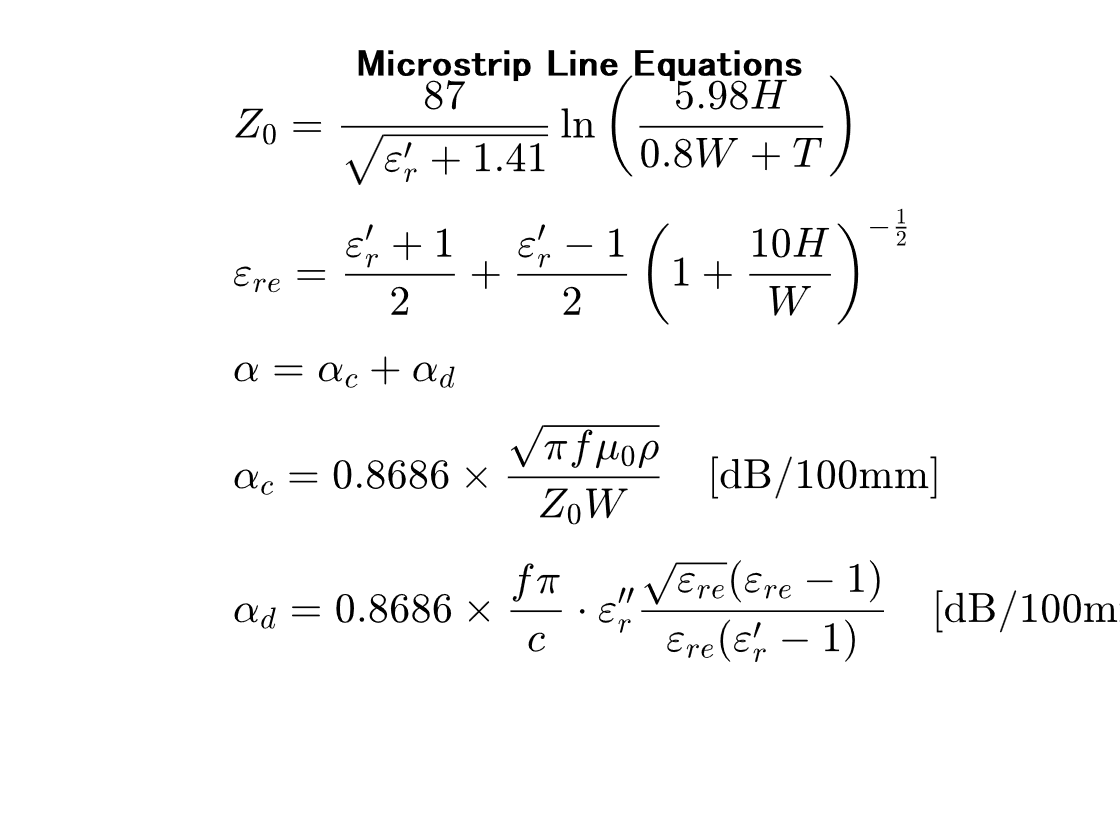 Microstrip Line Equations
Z_0 = \frac{87}{\sqrt{\varepsilon_r' + 1.41}} \ln \left( \frac{5.98H}{0.8W + T} \right)
\varepsilon_{re} = \frac{\varepsilon_r' + 1}{2} + \frac{\varepsilon_r' - 1}{2} \left( 1 + \frac{10H}{W} \right)^{-\frac{1}{2}}
\alpha = \alpha_c + \alpha_d
\alpha_c = 0.8686 \times \frac{\sqrt{\pi f \mu_0 \rho}}{Z_0 W} [dB/100mm]
\alpha_d = 0.8686 \times \frac{f\pi}{c} \cdot \varepsilon_r'' \frac{\sqrt{\varepsilon_{re}}(\varepsilon_{re} - 1)}{\varepsilon_{re}(\varepsilon_r' - 1)} [dB/100m